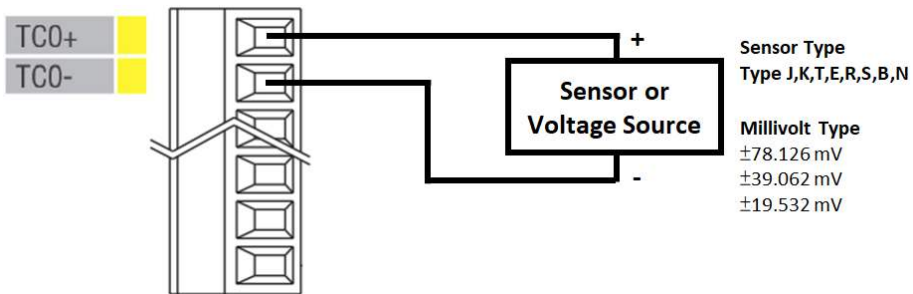 TC0+
TC0-
+
Sensor or
Voltage Source
-
Sensor Type
Type J,K,T,E,R,S,B,N
Millivolt Type
±78.126 mV
±39.062 mV
±19.532 mV